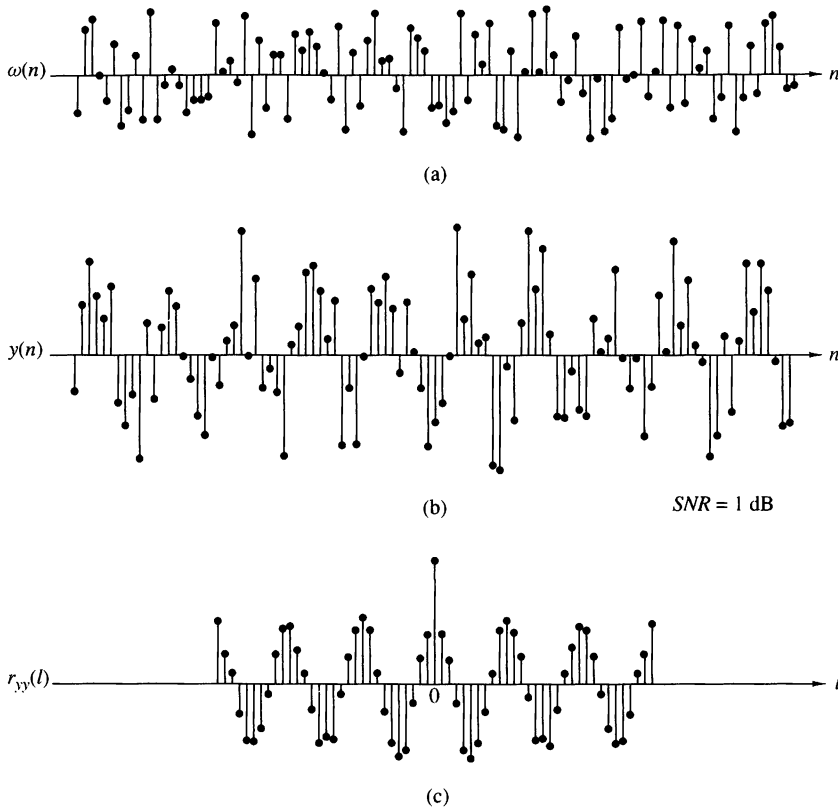 ω(n)
n
(a)
y(n)
n
(b)
SNR = 1 dB
r_yy(l)
0
l
(c)